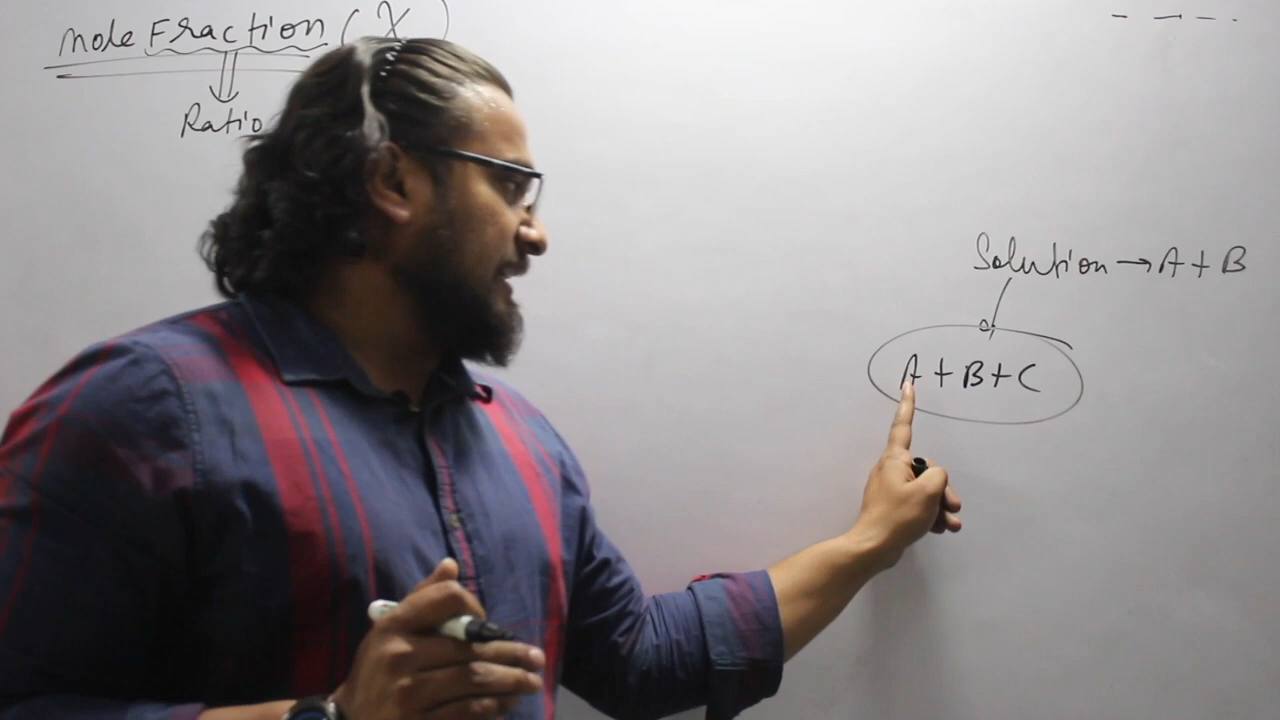 mole Fraction (X)
Ratio
Solution → A + B
A + B + C